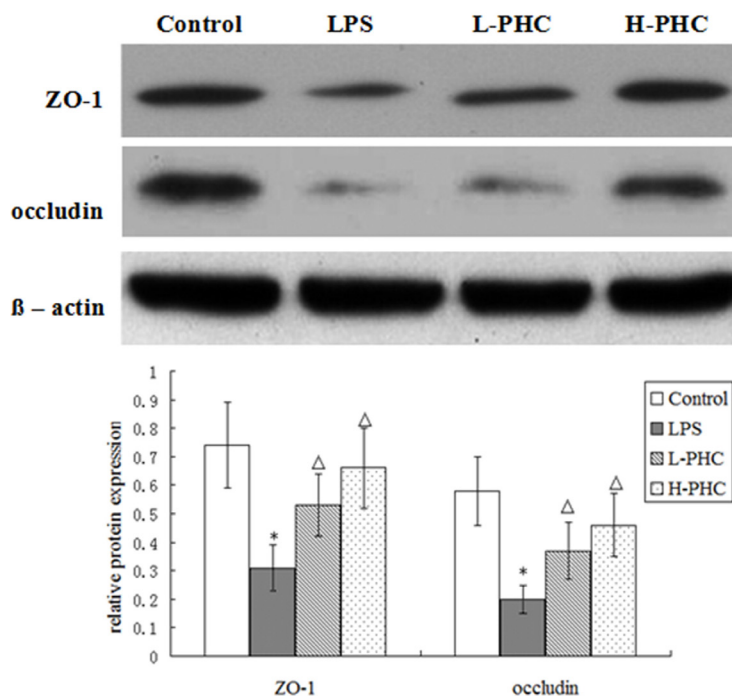 Control LPS L-PHC H-PHC
ZO-1
occludin
ß – actin
relative protein expression
1
0.9
0.8
0.7
0.6
0.5
0.4
0.3
0.2
0.1
0
* Δ Δ
* Δ Δ
ZO-1 occludin
Control
LPS
L-PHC
H-PHC